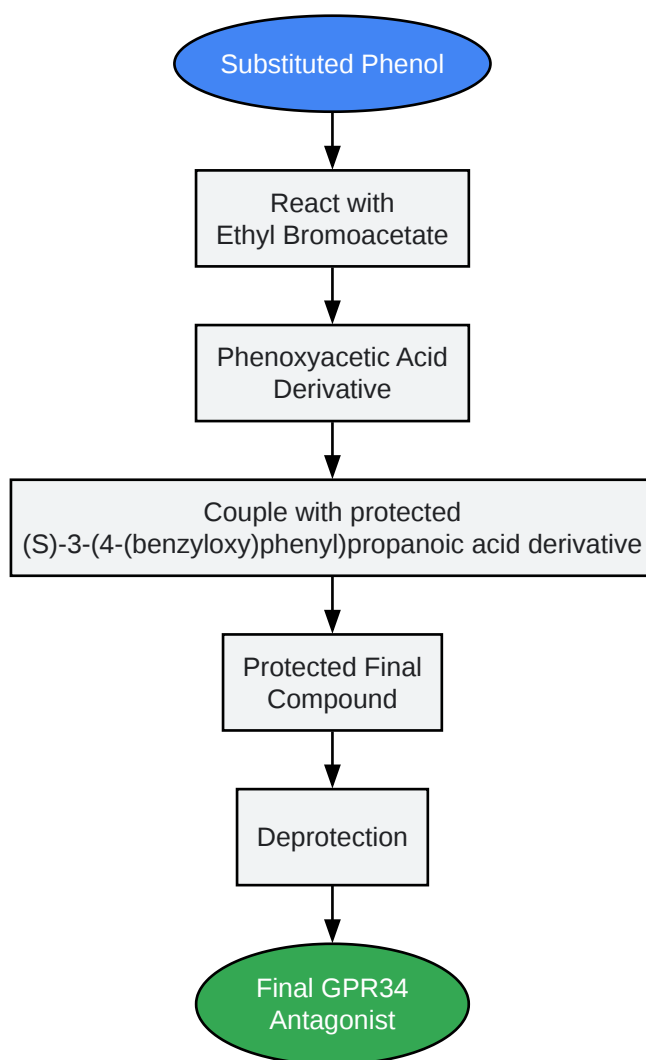 Substituted Phenol
React with
Ethyl Bromoacetate
Phenoxyacetic Acid
Derivative
Couple with protected
(S)-3-(4-(benzyloxy)phenyl)propanoic acid derivative
Protected Final
Compound
Deprotection
Final GPR34
Antagonist